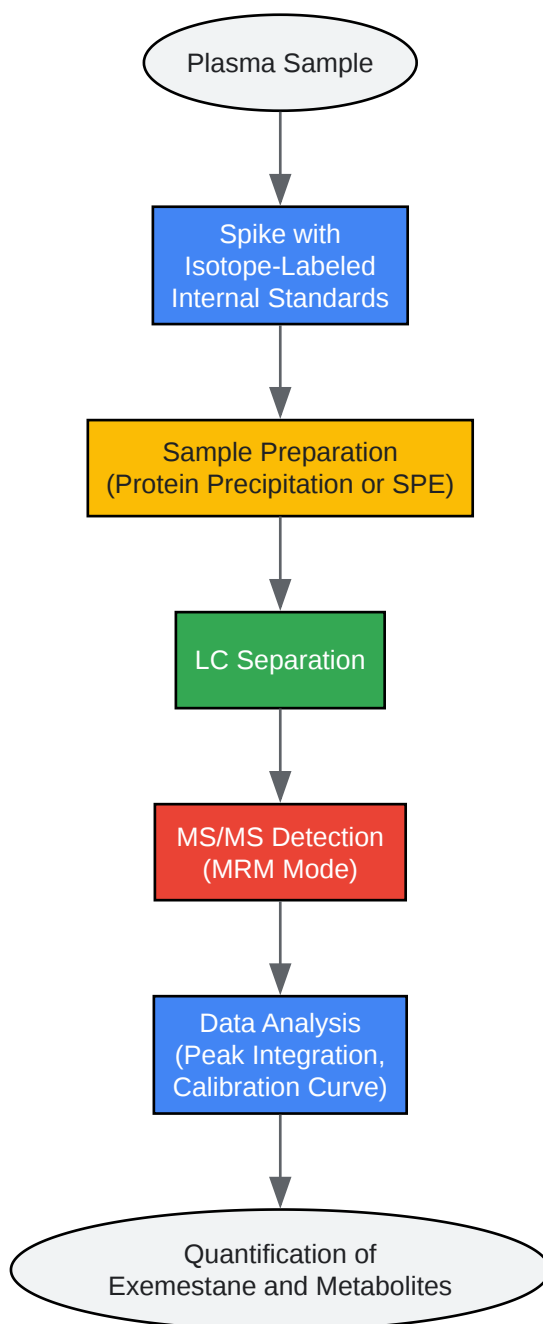 Plasma Sample
Spike with
Isotope-Labeled
Internal Standards
Sample Preparation
(Protein Precipitation or SPE)
LC Separation
MS/MS Detection
(MRM Mode)
Data Analysis
(Peak Integration,
Calibration Curve)
Quantification of
Exemestane and Metabolites